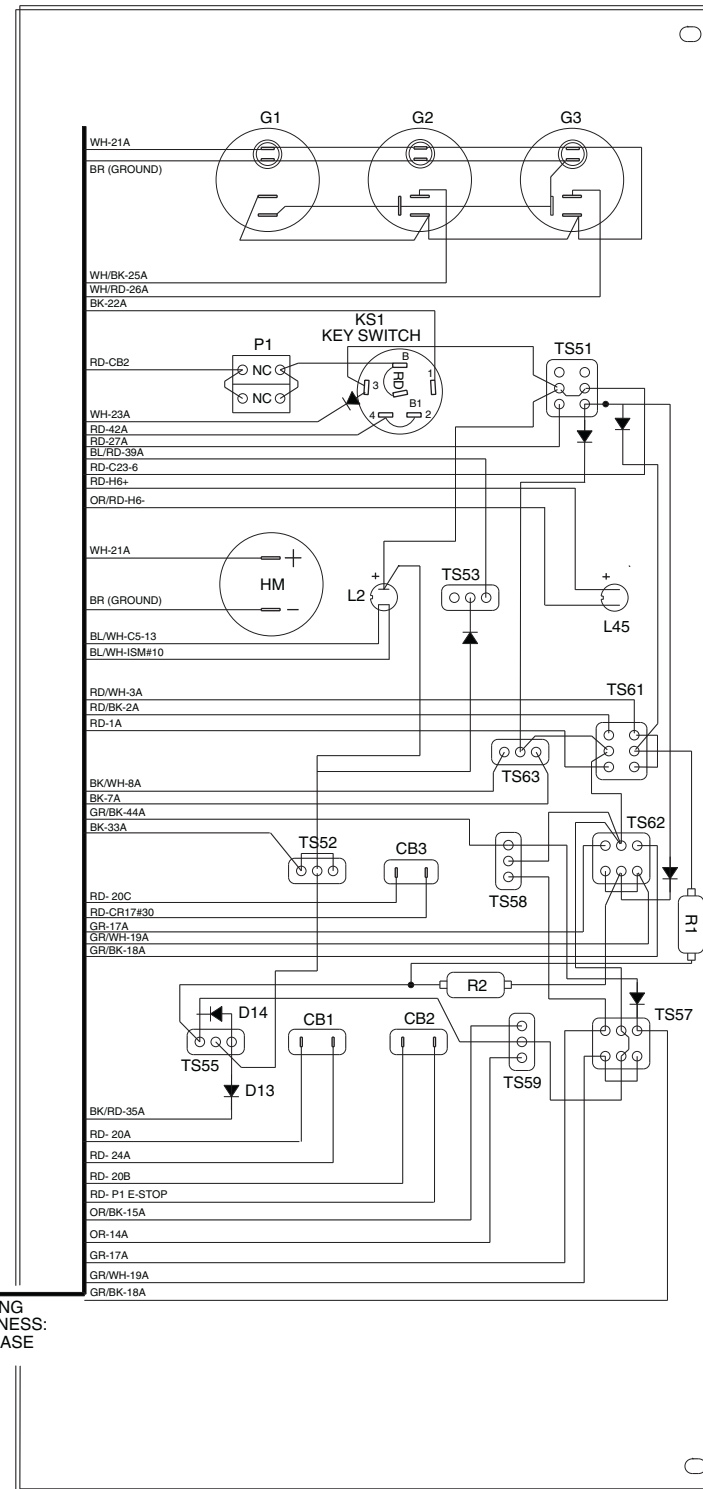 G1 G2 G3
WH-21A
BR (GROUND)
WH/BK-25A
WH/RD-26A
BK-22A
KS1
KEY SWITCH
P1
TS51
B
RD-CB2
NC
RD
1
3
NC
B1
WH-23A
4
2
RD-42A
RD-27A
BL/RD-39A
RD-C23-6
RD-H6+
OR/RD-H6-
WH-21A
+
HM
+
TS53
+
L2
BR (GROUND)
–
L45
BL/WH-C5-13
BL/WH-ISM#10
RD/WH-3A
TS61
RD/BK-2A
RD-1A
TS63
BK/WH-8A
BK-7A
GR/BK-44A
TS62
BK-33A
TS52
CB3
RD- 20C
TS58
RD-CR17#30
R1
GR-17A
GR/WH-19A
GR/BK-18A
R2
D14
CB1
CB2
TS57
TS55
TS59
D13
BK/RD-35A
RD- 20A
RD- 24A
RD- 20B
RD- P1 E-STOP
OR/BK-15A
OR-14A
GR-17A
GR/WH-19A
GR/BK-18A
NG
NESS:
ASE